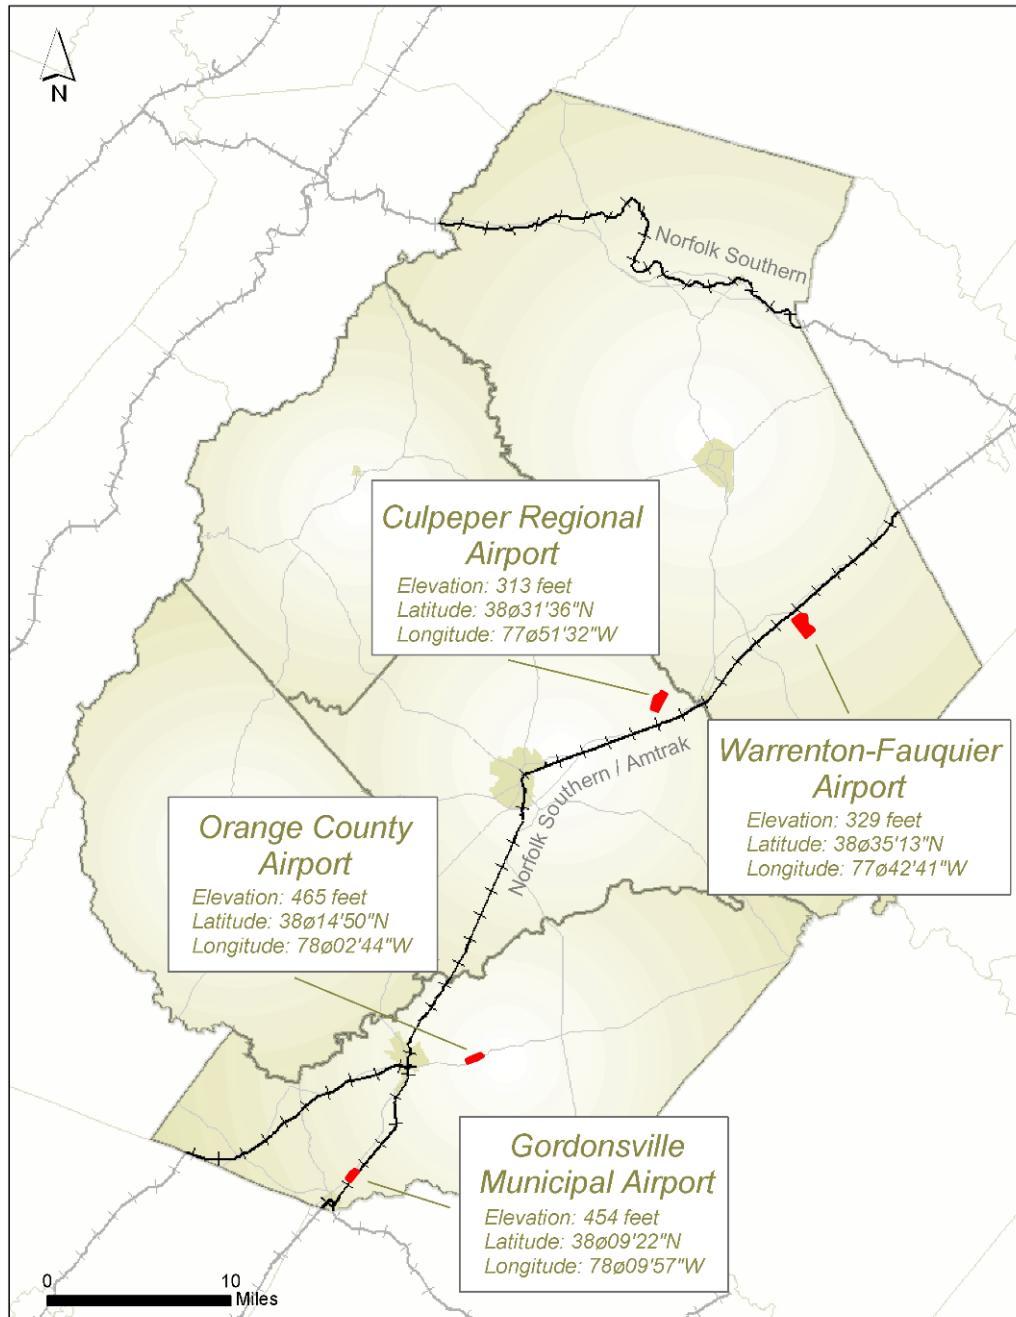 N
Norfolk Southern
Culpeper Regional
Airport
Elevation: 313 feet
Latitude: 38ø31'36"N
Longitude: 77ø51'32"W
Warrenton-Fauquier
Airport
Elevation: 329 feet
Latitude: 38ø35'13"N
Longitude: 77ø42'41"W
Norfolk Southern / Amtrak
Orange County
Airport
Elevation: 465 feet
Latitude: 38ø14'50"N
Longitude: 78ø02'44"W
Gordonsville
Municipal Airport
Elevation: 454 feet
Latitude: 38ø09'22"N
Longitude: 78ø09'57"W
0 10
Miles